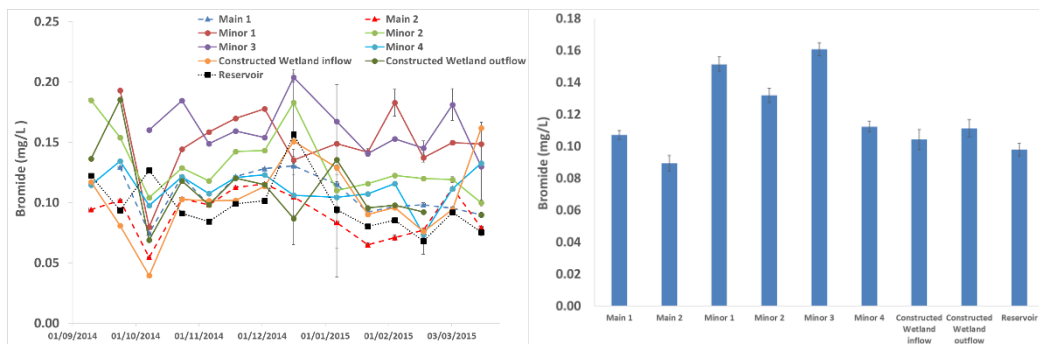 0.25
0.20
0.15
0.10
0.05
0.00
Bromide (mg/L)
Main 1
Main 2
Minor 1
Minor 2
Minor 3
Minor 4
Constructed Wetland inflow
Constructed Wetland outflow
Reservoir
01/09/2014
01/10/2014
01/11/2014
01/12/2014
01/01/2015
01/02/2015
01/03/2015
0.18
0.16
0.14
0.12
0.10
0.08
0.06
0.04
0.02
0.00
Bromide (mg/L)
Main 1
Main 2
Minor 1
Minor 2
Minor 3
Minor 4
Constructed
Wetland
inflow
Constructed
Wetland
outflow
Reservoir